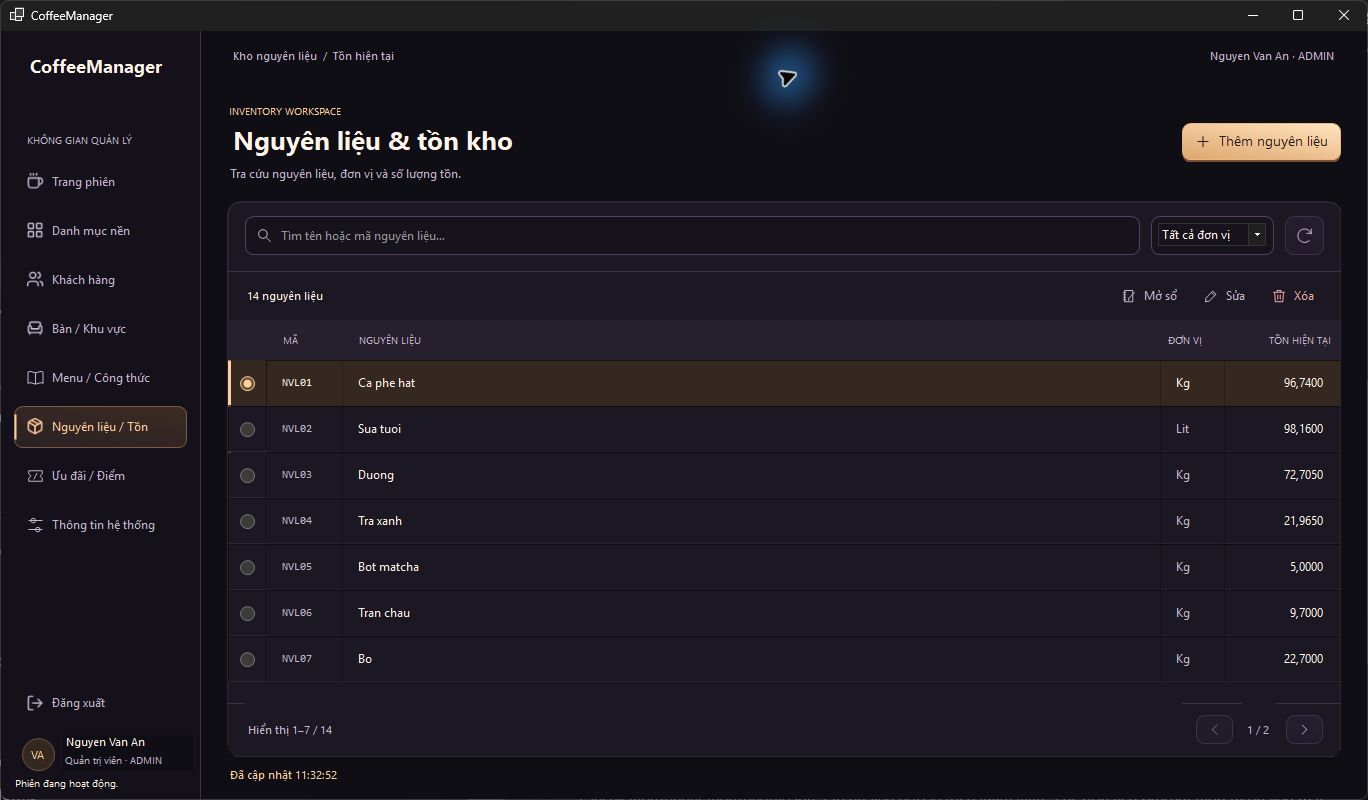 CoffeeManager
CoffeeManager
KHÔNG GIAN QUẢN LÝ
Trang phiên
Danh mục nền
Khách hàng
Bàn / Khu vực
Menu / Công thức
Nguyên liệu / Tồn
Ưu đãi / Điểm
Thông tin hệ thống
Đăng xuất
VA
Nguyen Van An
Quản trị viên · ADMIN
Phiên đang hoạt động.
Kho nguyên liệu / Tồn hiện tại
Nguyen Van An · ADMIN
INVENTORY WORKSPACE
Nguyên liệu & tồn kho
Tra cứu nguyên liệu, đơn vị và số lượng tồn.
+ Thêm nguyên liệu
Tìm tên hoặc mã nguyên liệu...
Tất cả đơn vị
14 nguyên liệu
Mở sổ Sửa Xóa
MÃ NGUYÊN LIỆU ĐƠN VỊ TỒN HIỆN TẠI
NVL01 Ca phe hat Kg 96,7400
NVL02 Sua tuoi Lit 98,1600
NVL03 Duong Kg 72,7050
NVL04 Tra xanh Kg 21,9650
NVL05 Bot matcha Kg 5,0000
NVL06 Tran chau Kg 9,7000
NVL07 Bo Kg 22,7000
Hiển thị 1–7 / 14
1 / 2
Đã cập nhật 11:32:52